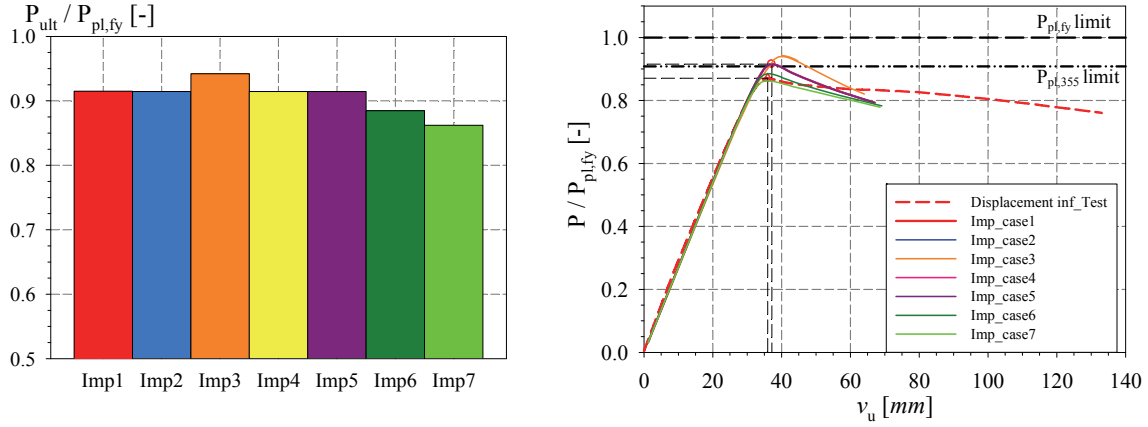 P_ult / P_pl,fy [-]
1.0
0.9
0.8
0.7
0.6
0.5
Imp1 Imp2 Imp3 Imp4 Imp5 Imp6 Imp7
P / P_pl,fy [-]
1.0
0.8
0.6
0.4
0.2
0.0
P_pl,fy limit
P_pl,355 limit
Displacement inf_Test
Imp_case1
Imp_case2
Imp_case3
Imp_case4
Imp_case5
Imp_case6
Imp_case7
0 20 40 60 80 100 120 140
v_u [mm]